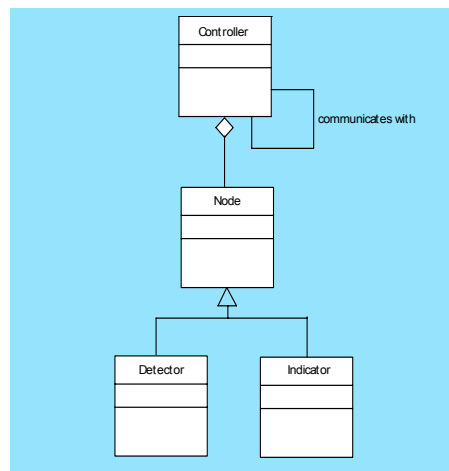 Controller
communicates with
Node
Detector
Indicator